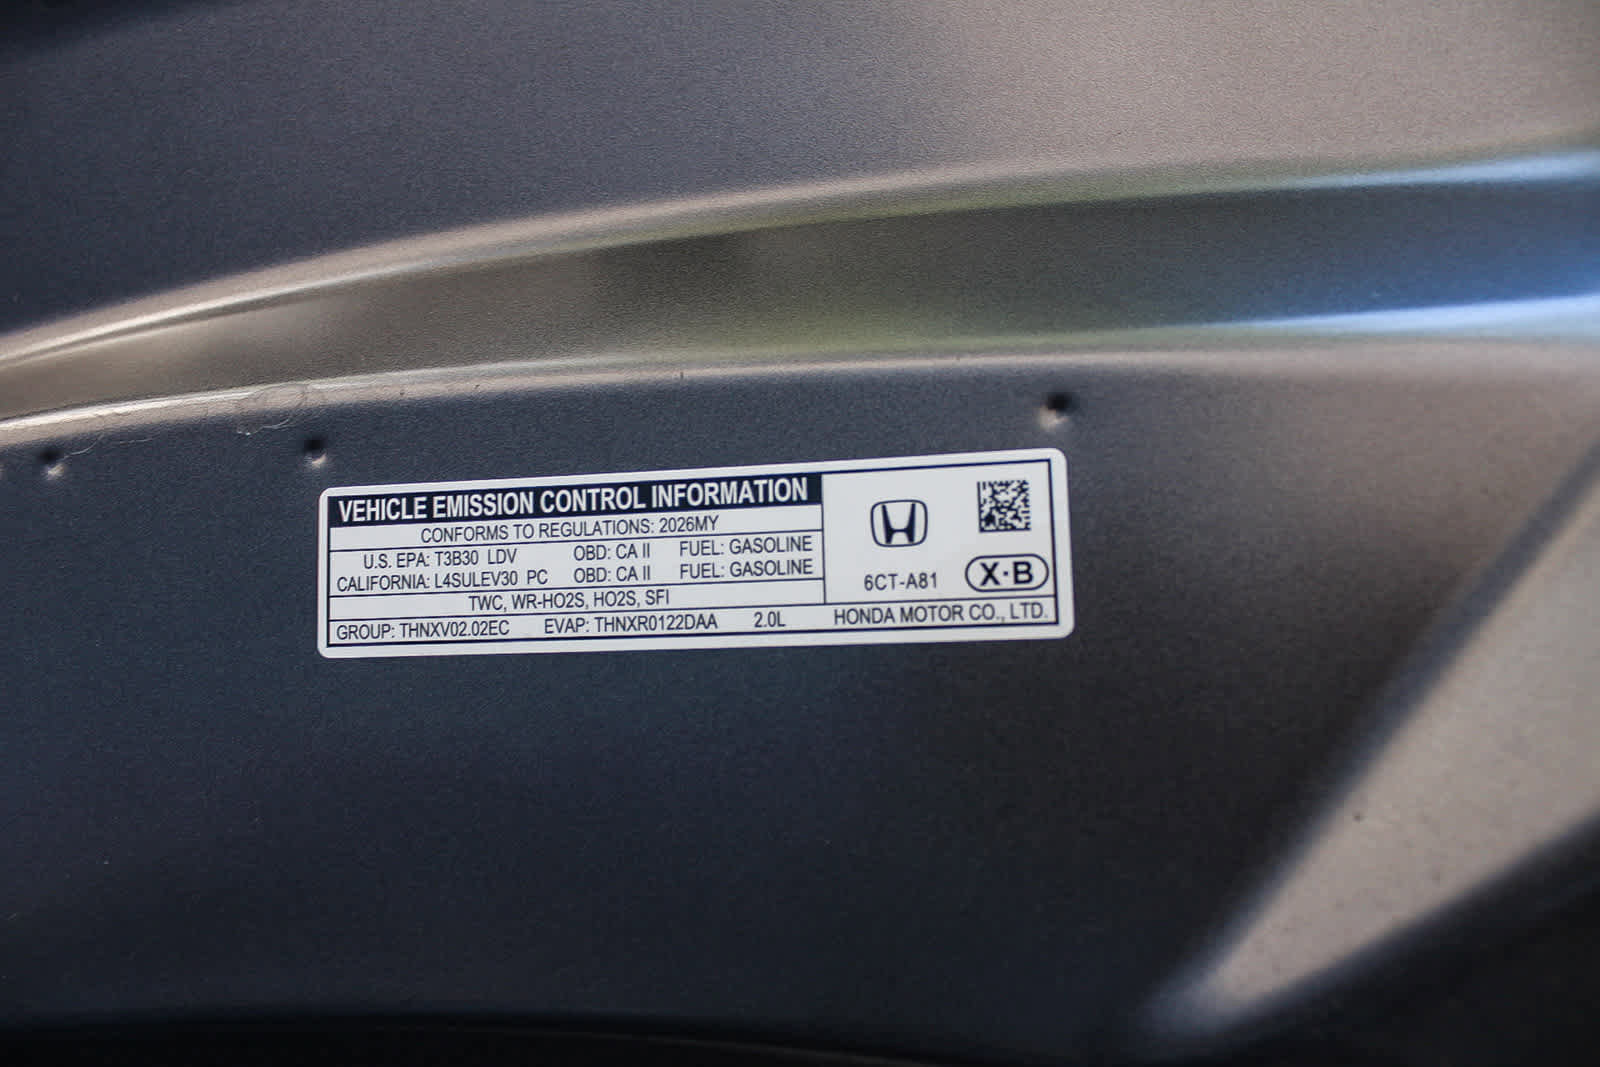 VEHICLE EMISSION CONTROL INFORMATION
CONFORMS TO REGULATIONS: 2026MY
U.S. EPA: T3B30 LDV OBD: CA II FUEL: GASOLINE
CALIFORNIA: L4SULEV30 PC OBD: CA II FUEL: GASOLINE
TWC, WR-HO2S, HO2S, SFI
GROUP: THNXV02.02EC EVAP: THNXR0122DAA 2.0L
6CT-A81
X·B
HONDA MOTOR CO., LTD.